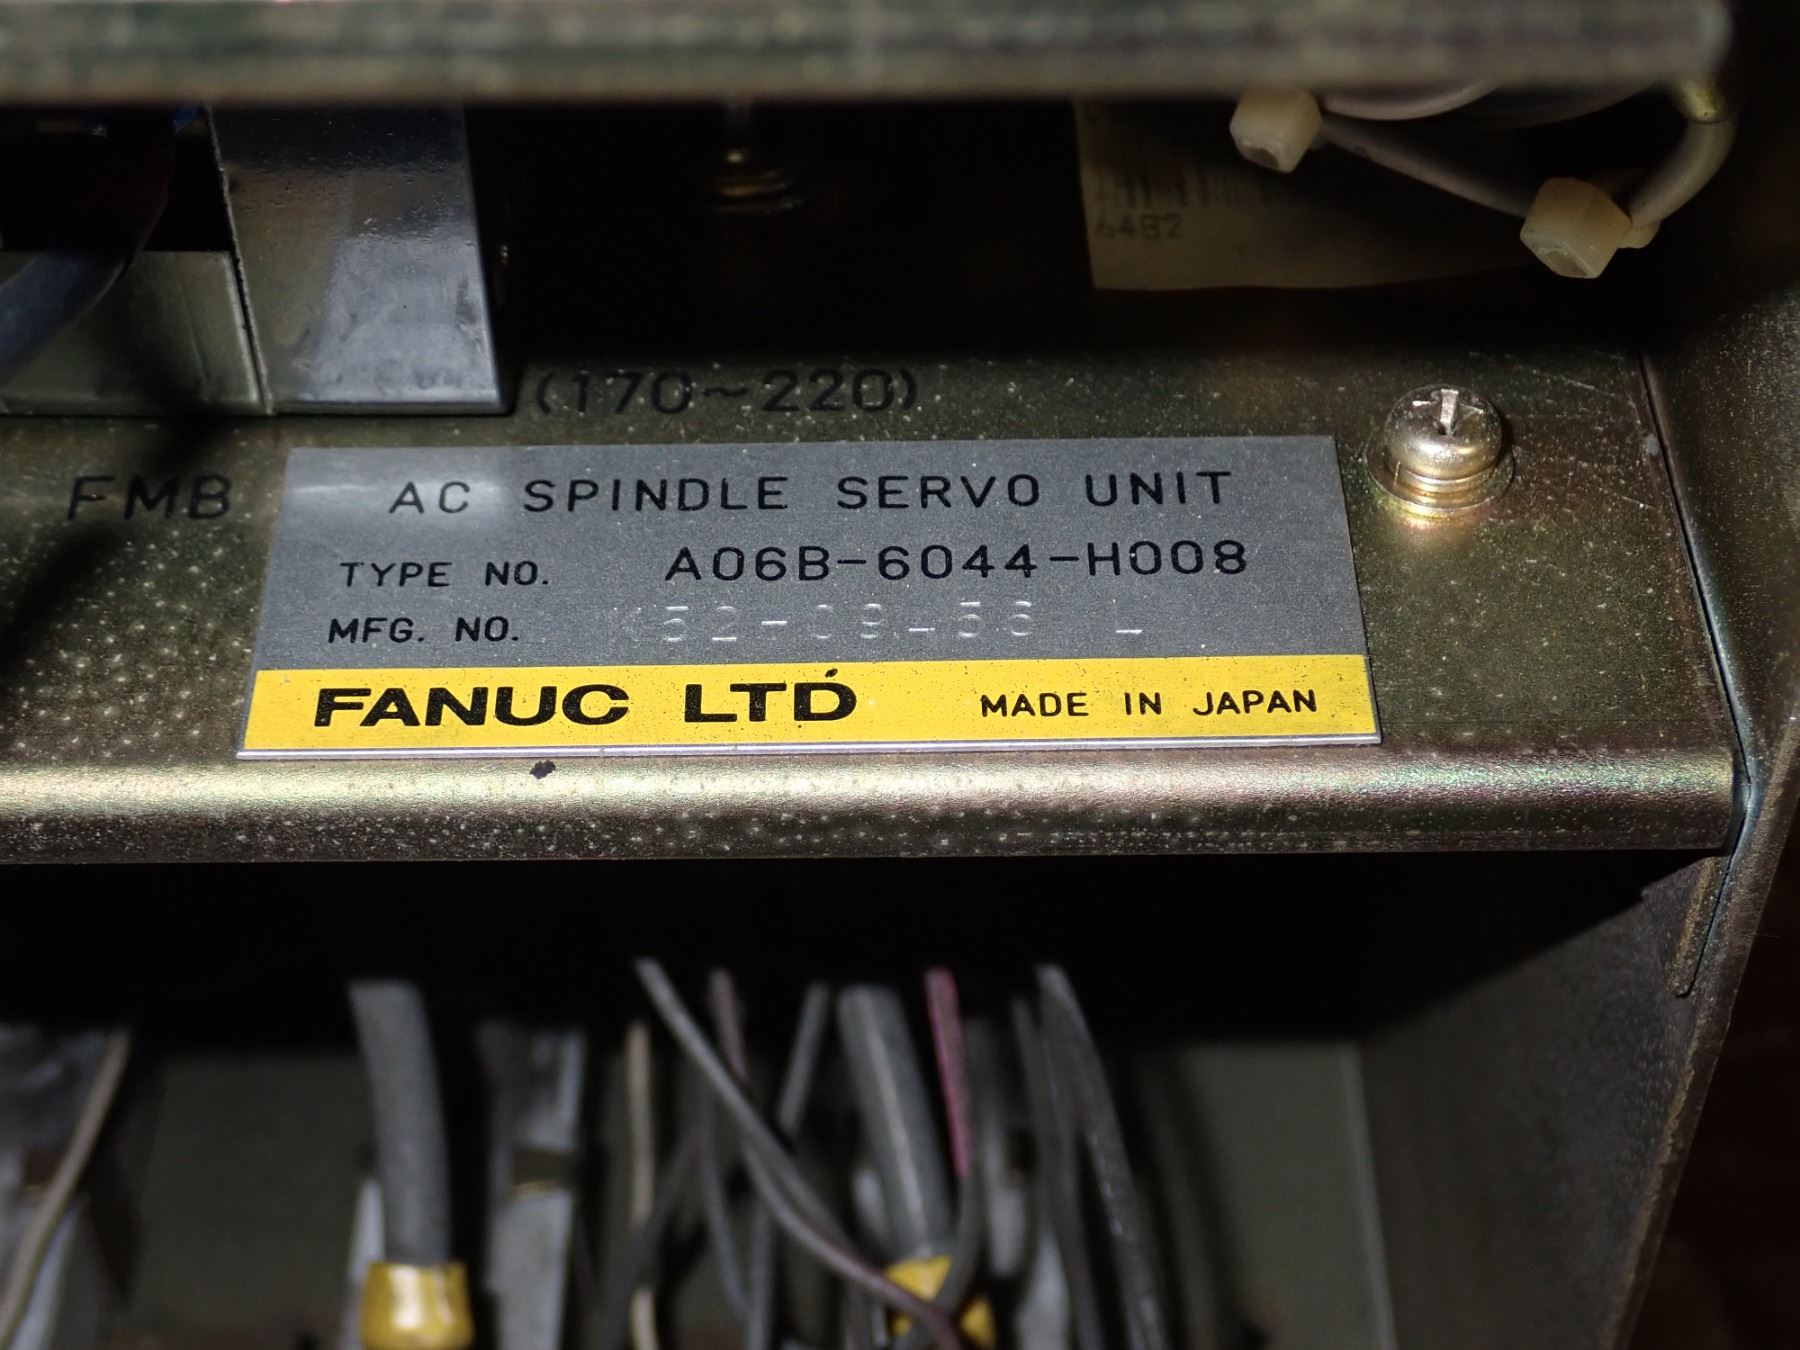 64B2
(170~220)
FMB
AC SPINDLE SERVO UNIT
TYPE NO. A06B-6044-H008
MFG. NO.
FANUC LTD
MADE IN JAPAN